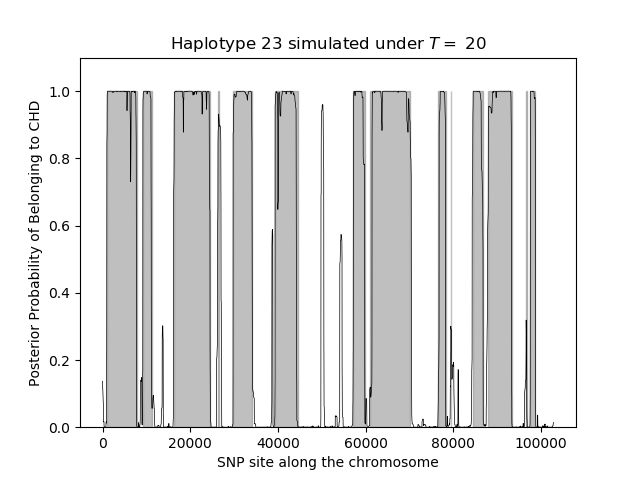 Haplotype 23 simulated under T = 20
Posterior Probability of Belonging to CHD
1.0
0.8
0.6
0.4
0.2
0.0
0 20000 40000 60000 80000 100000
SNP site along the chromosome